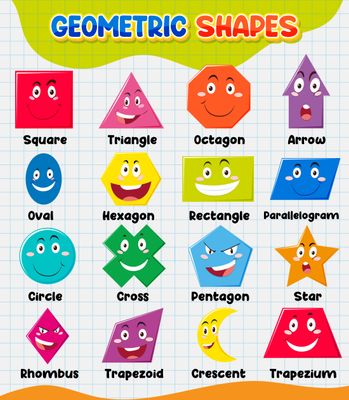 GEOMETRIC SHAPES
Square Triangle Octagon Arrow
Oval Hexagon Rectangle Parallelogram
Circle Cross Pentagon Star
Rhombus Trapezoid Crescent Trapezium